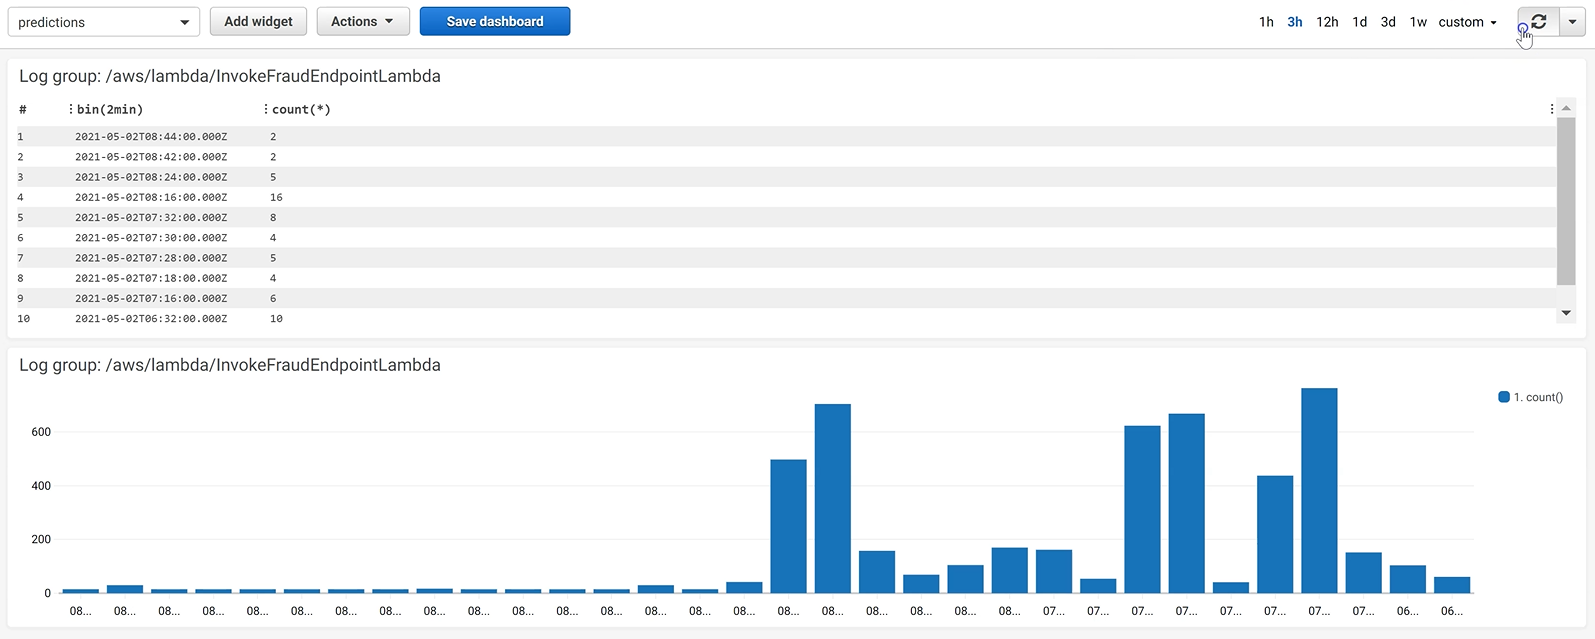 predictions Add widget Actions Save dashboard 1h 3h 12h 1d 3d 1w custom
Log group: /aws/lambda/InvokeFraudEndpointLambda
# bin(2min) count(*)
1 2021-05-02T08:44:00.000Z 2
2 2021-05-02T08:42:00.000Z 2
3 2021-05-02T08:24:00.000Z 5
4 2021-05-02T08:16:00.000Z 16
5 2021-05-02T07:32:00.000Z 8
6 2021-05-02T07:30:00.000Z 4
7 2021-05-02T07:28:00.000Z 5
8 2021-05-02T07:18:00.000Z 4
9 2021-05-02T07:16:00.000Z 6
10 2021-05-02T06:32:00.000Z 10
Log group: /aws/lambda/InvokeFraudEndpointLambda
1. count()
600
400
200
0
08... 08... 08... 08... 08... 08... 08... 08... 08... 08... 08... 08... 08... 08... 08... 08... 08... 08... 08... 08... 08... 08... 07... 07... 07... 07... 07... 07... 07... 07... 06... 06...